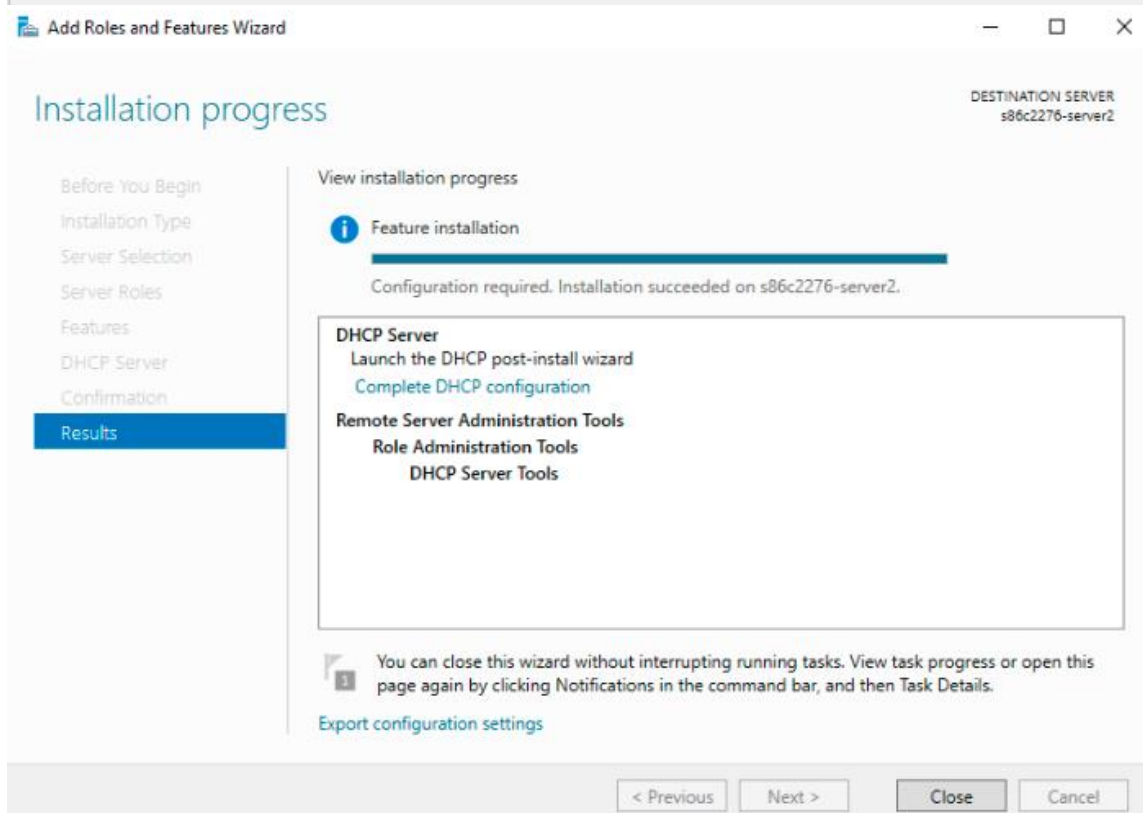 Add Roles and Features Wizard
Installation progress
DESTINATION SERVER
s86c2276-server2
Before You Begin
Installation Type
Server Selection
Server Roles
Features
DHCP Server
Confirmation
Results
View installation progress
Feature installation
Configuration required. Installation succeeded on s86c2276-server2.
DHCP Server
Launch the DHCP post-install wizard
Complete DHCP configuration
Remote Server Administration Tools
Role Administration Tools
DHCP Server Tools
1
You can close this wizard without interrupting running tasks. View task progress or open this
page again by clicking Notifications in the command bar, and then Task Details.
Export configuration settings
< Previous
Next >
Close
Cancel